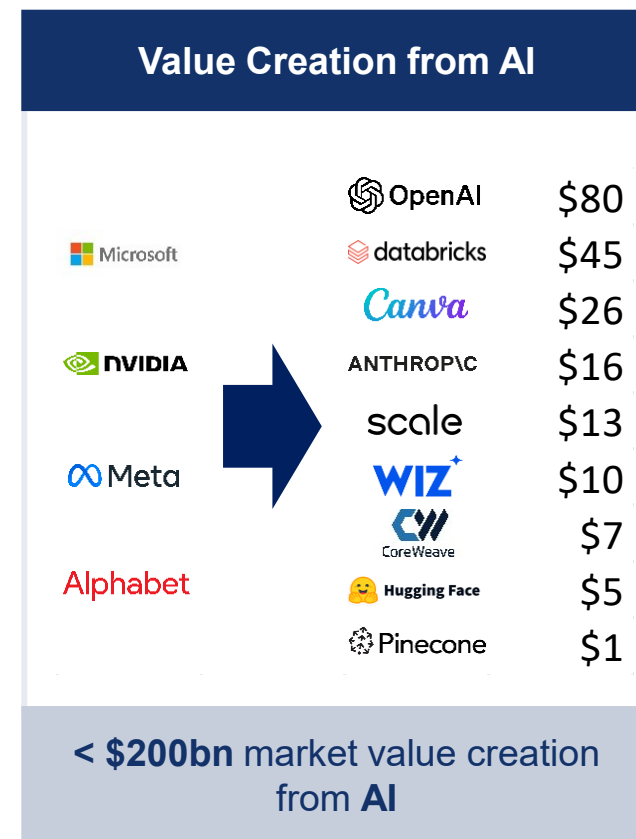 Value Creation from AI
OpenAI $80
Microsoft
databricks $45
Canva $26
NVIDIA
ANTHROP\C $16
scale $13
Meta
WIZ $10
CoreWeave $7
Alphabet
Hugging Face $5
Pinecone $1
< $200bn market value creation
from AI